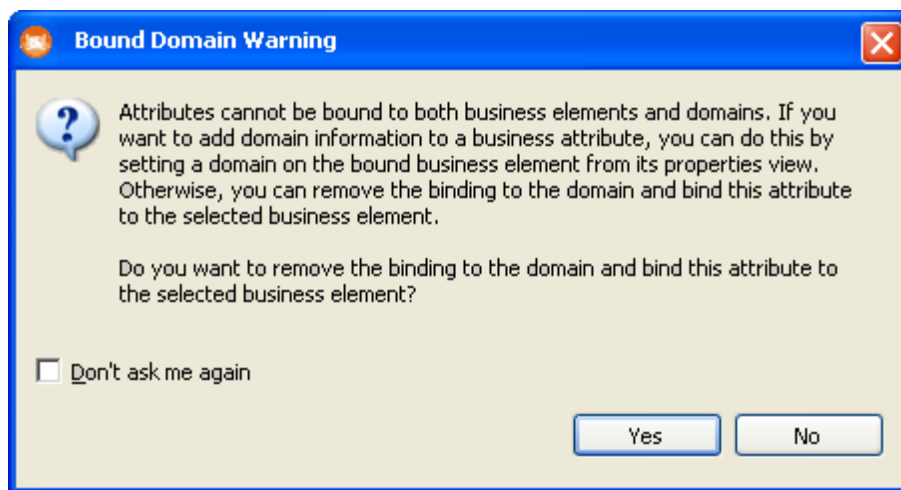 Bound Domain Warning
Attributes cannot be bound to both business elements and domains. If you
want to add domain information to a business attribute, you can do this by
setting a domain on the bound business element from its properties view.
Otherwise, you can remove the binding to the domain and bind this attribute
to the selected business element.
Do you want to remove the binding to the domain and bind this attribute to
the selected business element?
Don't ask me again
Yes No